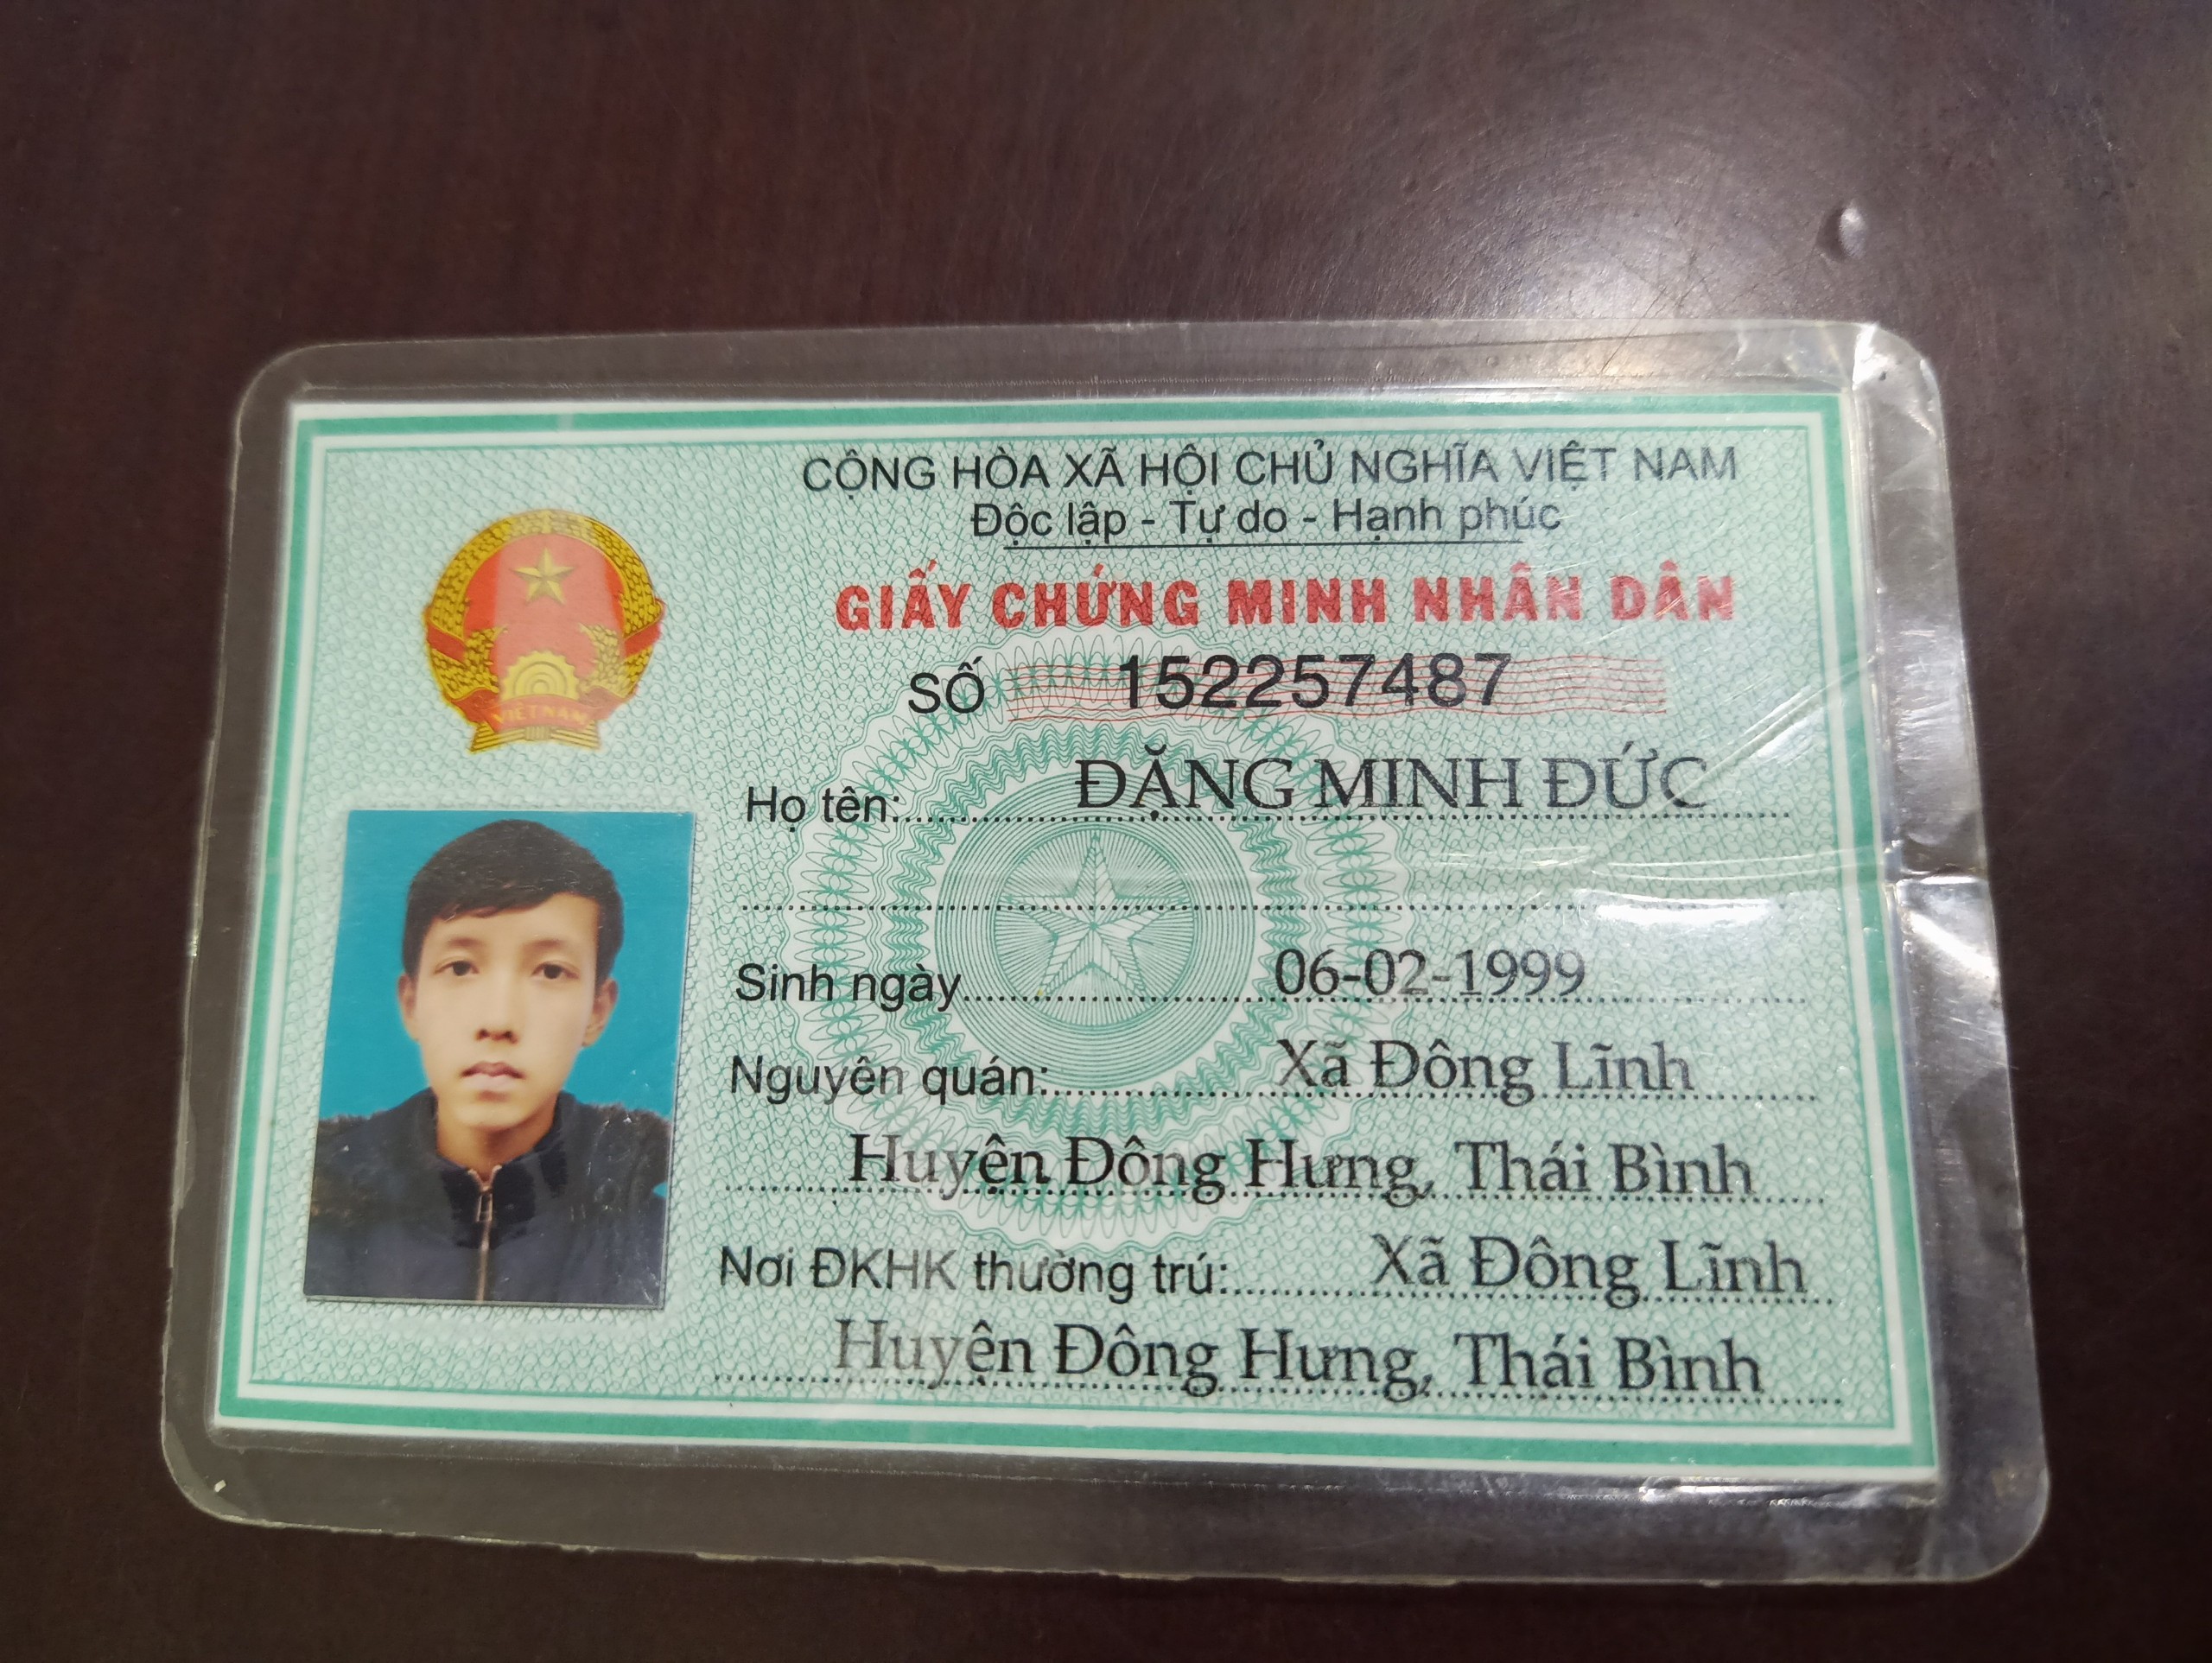 CỘNG HÒA XÃ HỘI CHỦ NGHĨA VIỆT NAM
Độc lập - Tự do - Hạnh phúc
GIẤY CHỨNG MINH NHÂN DÂN
SỐ 152257487
VIỆT NAM
Họ tên: ĐẶNG MINH ĐỨC
Sinh ngày 06-02-1999
Nguyên quán: Xã Đông Lĩnh
Huyện Đông Hưng, Thái Bình
Nơi ĐKHK thường trú: Xã Đông Lĩnh
Huyện Đông Hưng, Thái Bình